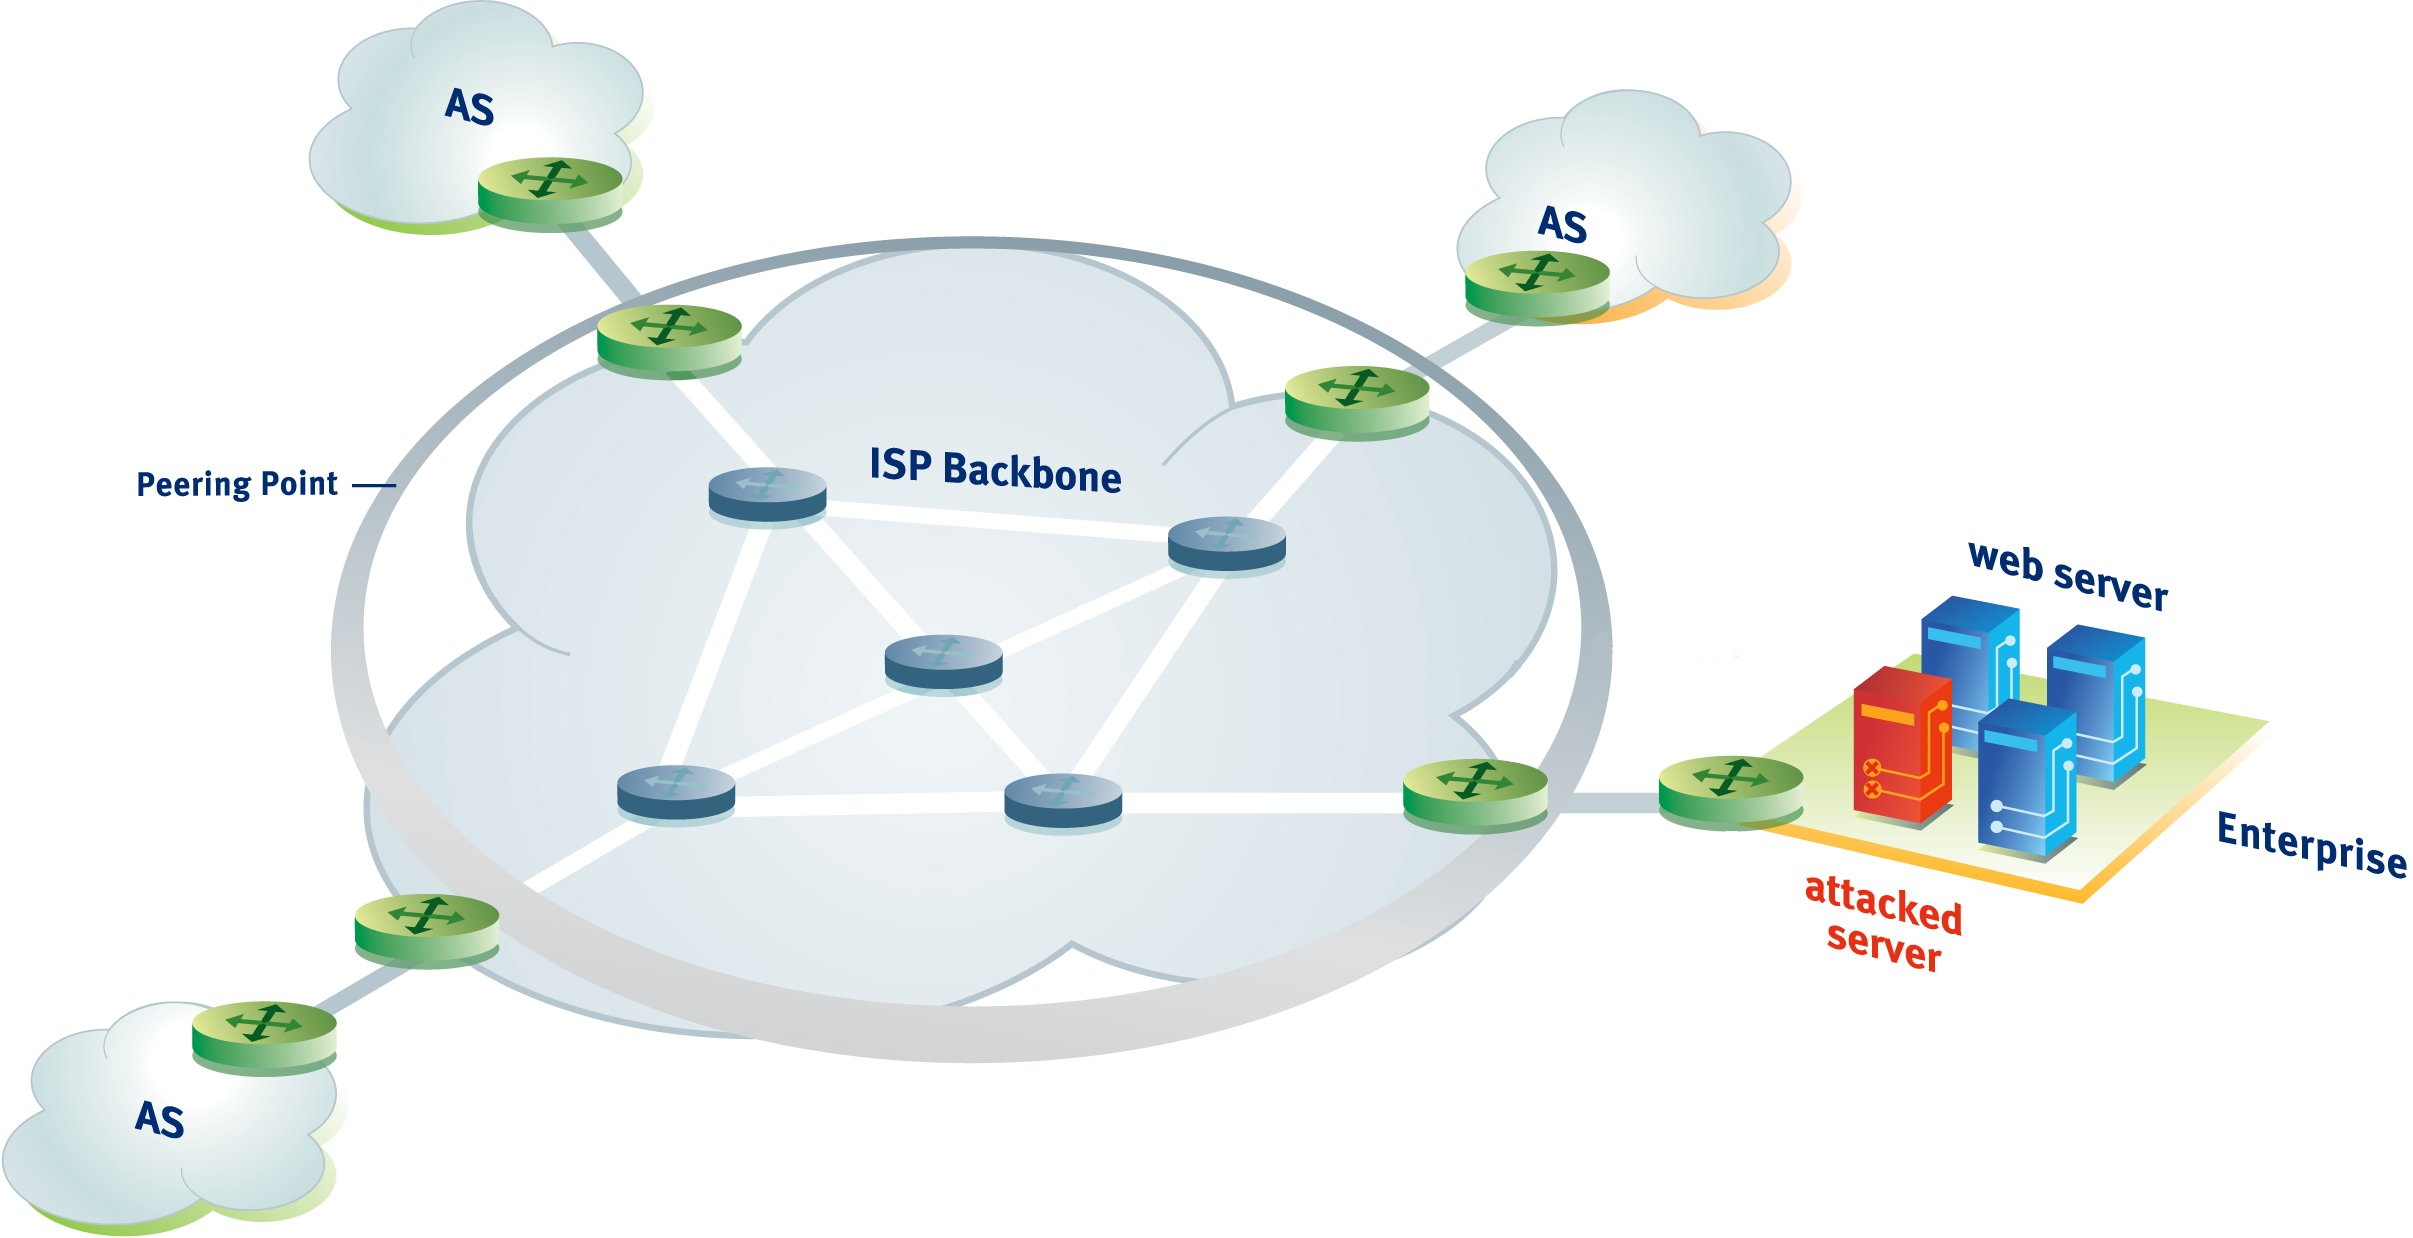 AS
AS
ISP Backbone
Peering Point
web server
Enterprise
attacked
server
AS